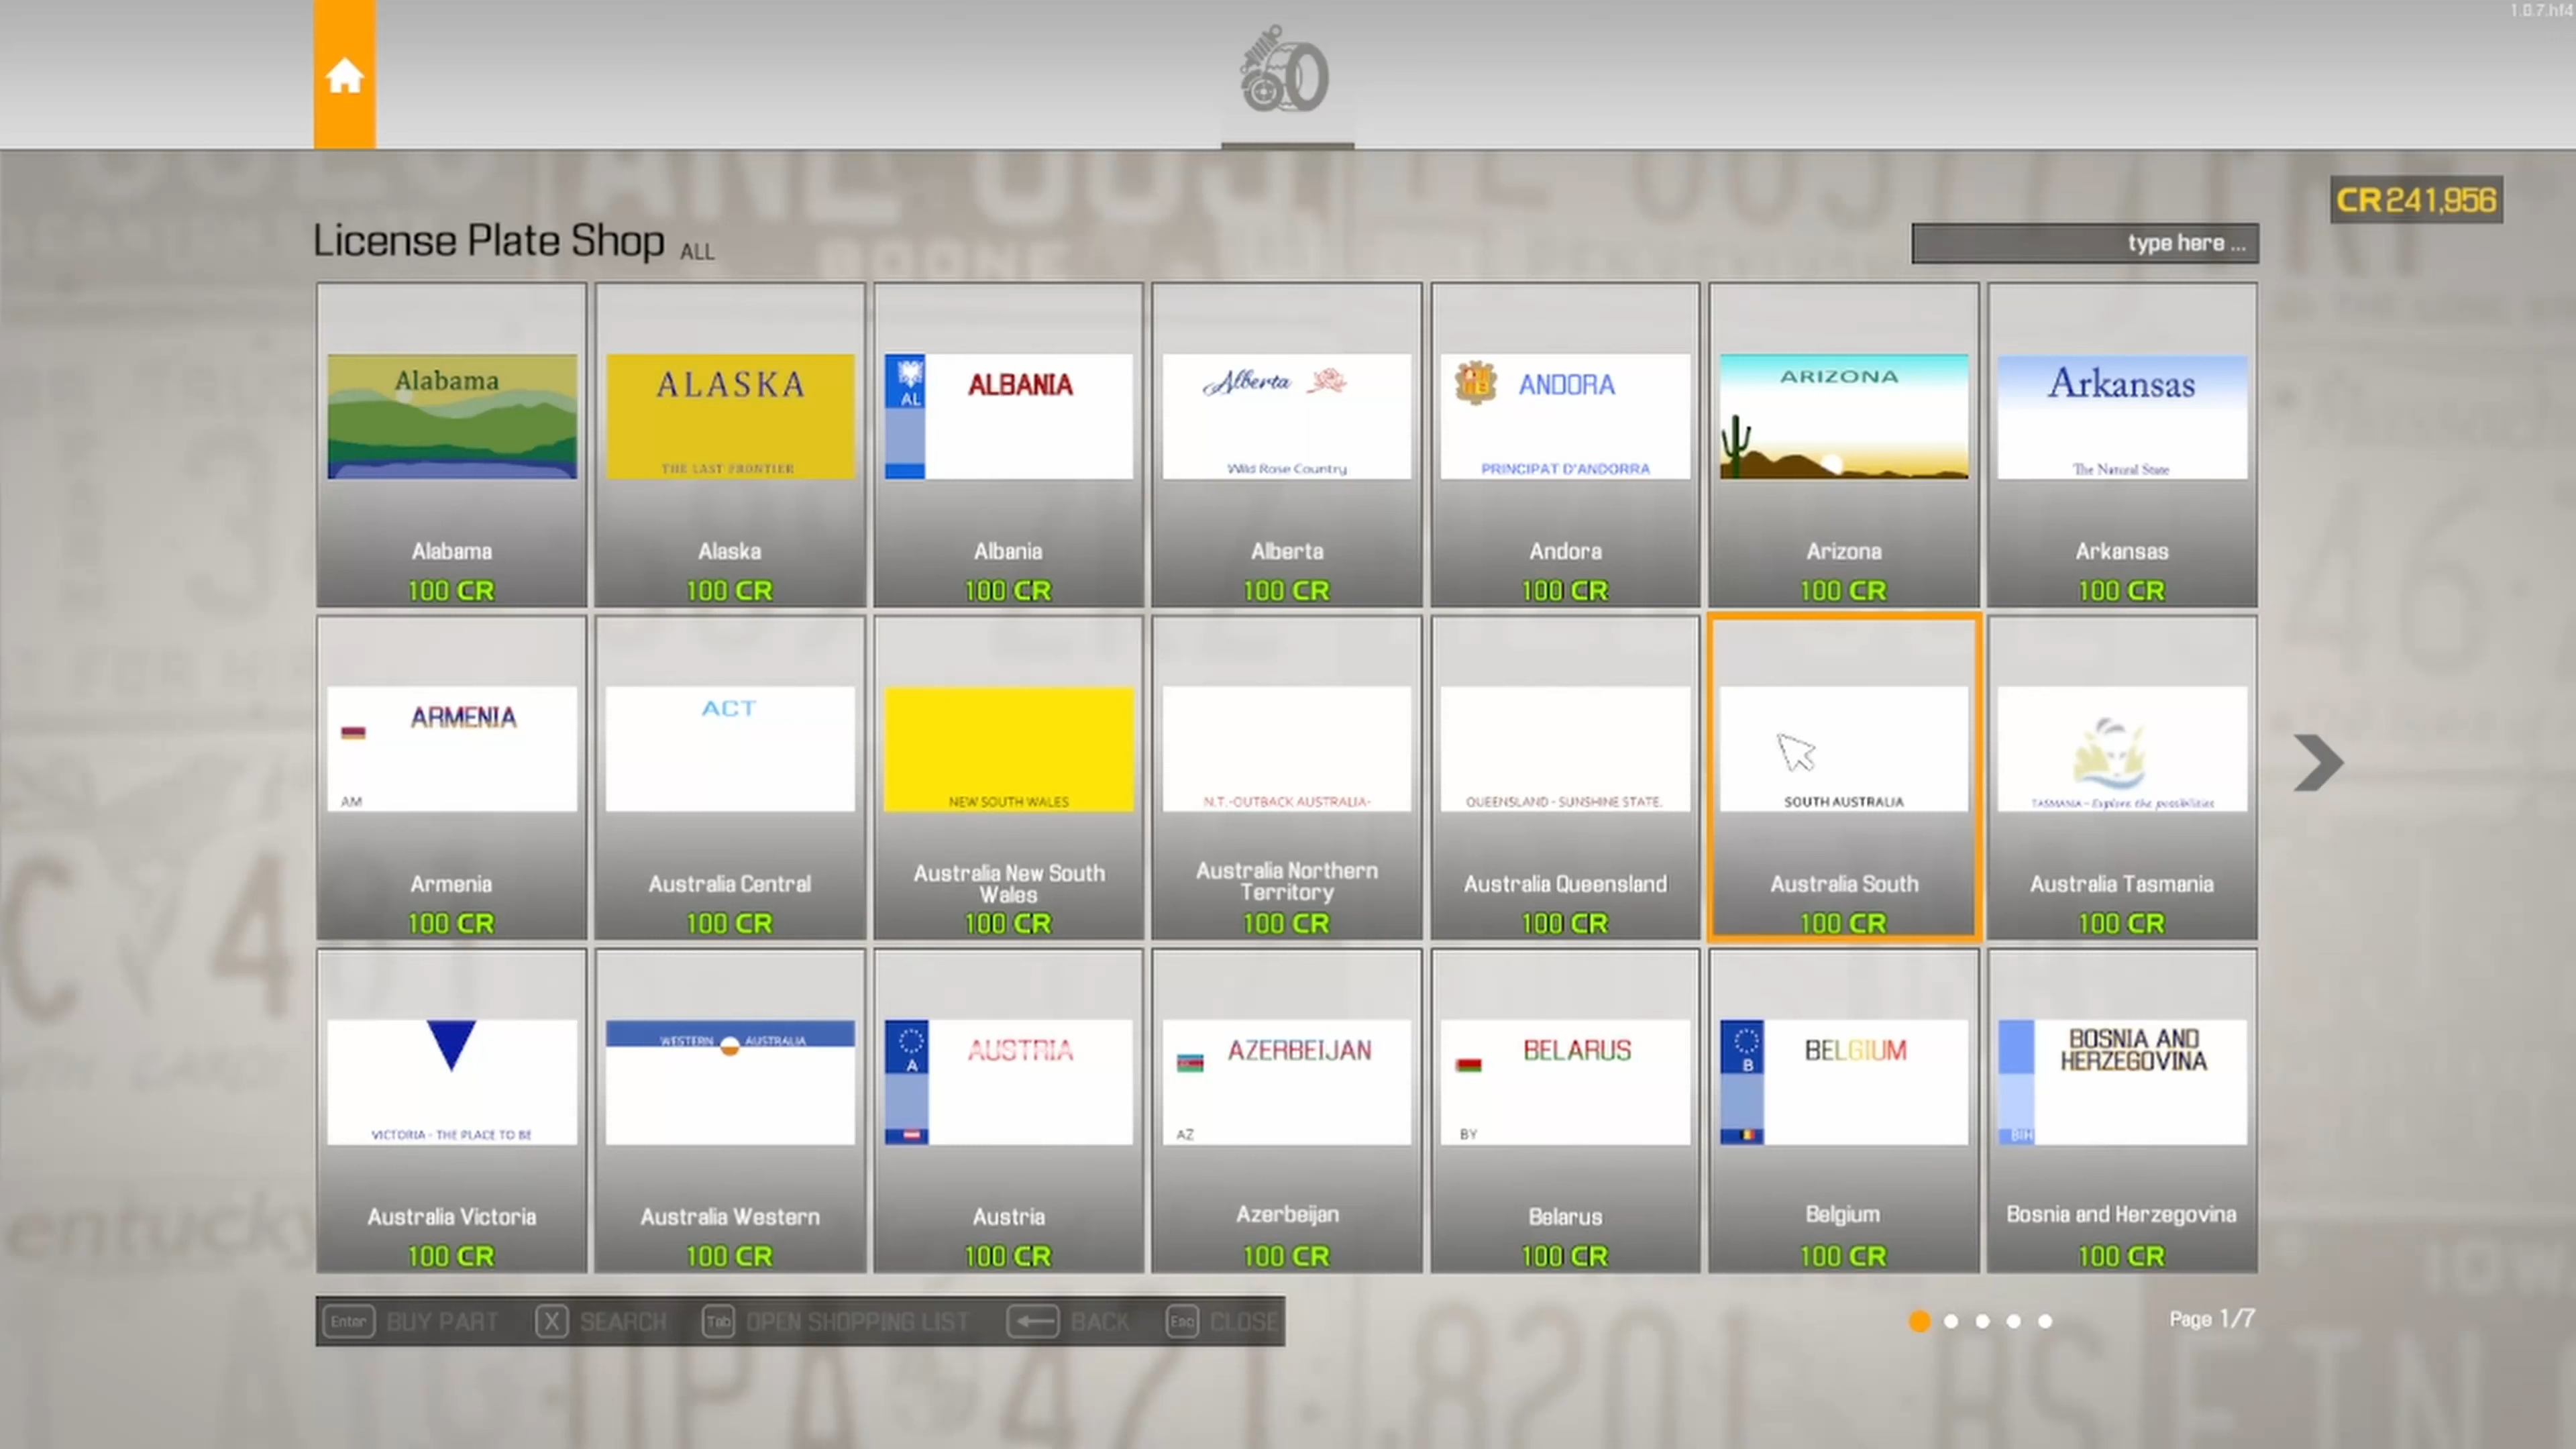 1.0.7.hf4
CR 241,956
License Plate Shop ALL
type here ...
Alabama
ALASKA
THE LAST FRONTIER
AL
ALBANIA
Alberta
Wild Rose Country
ANDORA
PRINCIPAT D'ANDORRA
ARIZONA
Arkansas
The Natural State
Alabama
100 CR
Alaska
100 CR
Albania
100 CR
Alberta
100 CR
Andora
100 CR
Arizona
100 CR
Arkansas
100 CR
ARMENIA
AM
ACT
NEW SOUTH WALES
N.T.-OUTBACK AUSTRALIA-
QUEENSLAND - SUNSHINE STATE.
SOUTH AUSTRALIA
TASMANIA - Explore the possibilities
Armenia
100 CR
Australia Central
100 CR
Australia New South
Wales
100 CR
Australia Northern
Territory
100 CR
Australia Queensland
100 CR
Australia South
100 CR
Australia Tasmania
100 CR
VICTORIA - THE PLACE TO BE
WESTERN AUSTRALIA
A
AUSTRIA
AZERBEIJAN
AZ
BELARUS
BY
B
BELGIUM
BOSNIA AND
HERZEGOVINA
BIH
Australia Victoria
100 CR
Australia Western
100 CR
Austria
100 CR
Azerbeijan
100 CR
Belarus
100 CR
Belgium
100 CR
Bosnia and Herzegovina
100 CR
Enter BUY PART X SEARCH Tab OPEN SHOPPING LIST BACK Esc CLOSE
Page 1/7